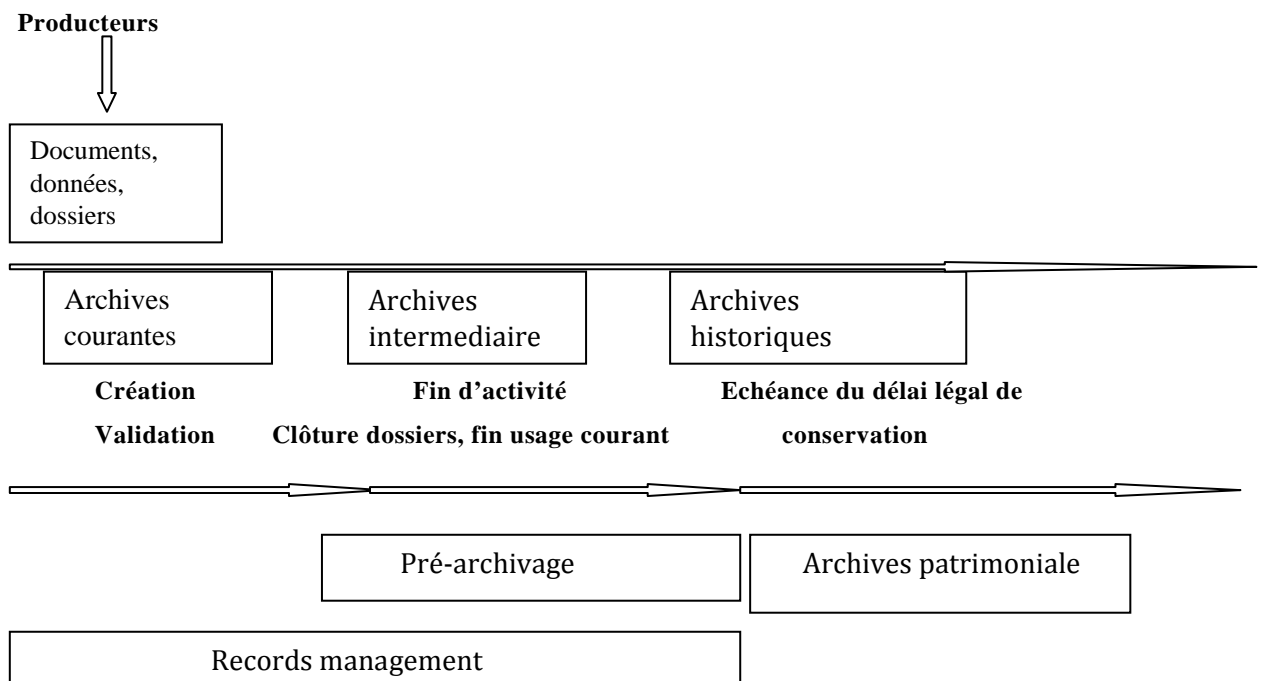 Producteurs
Documents,
données,
dossiers
Archives
courantes
Archives
intermediaire
Archives
historiques
Création
Validation
Fin d’activité
Clôture dossiers, fin usage courant
Echéance du délai légal de
conservation
Pré-archivage
Archives patrimoniale
Records management